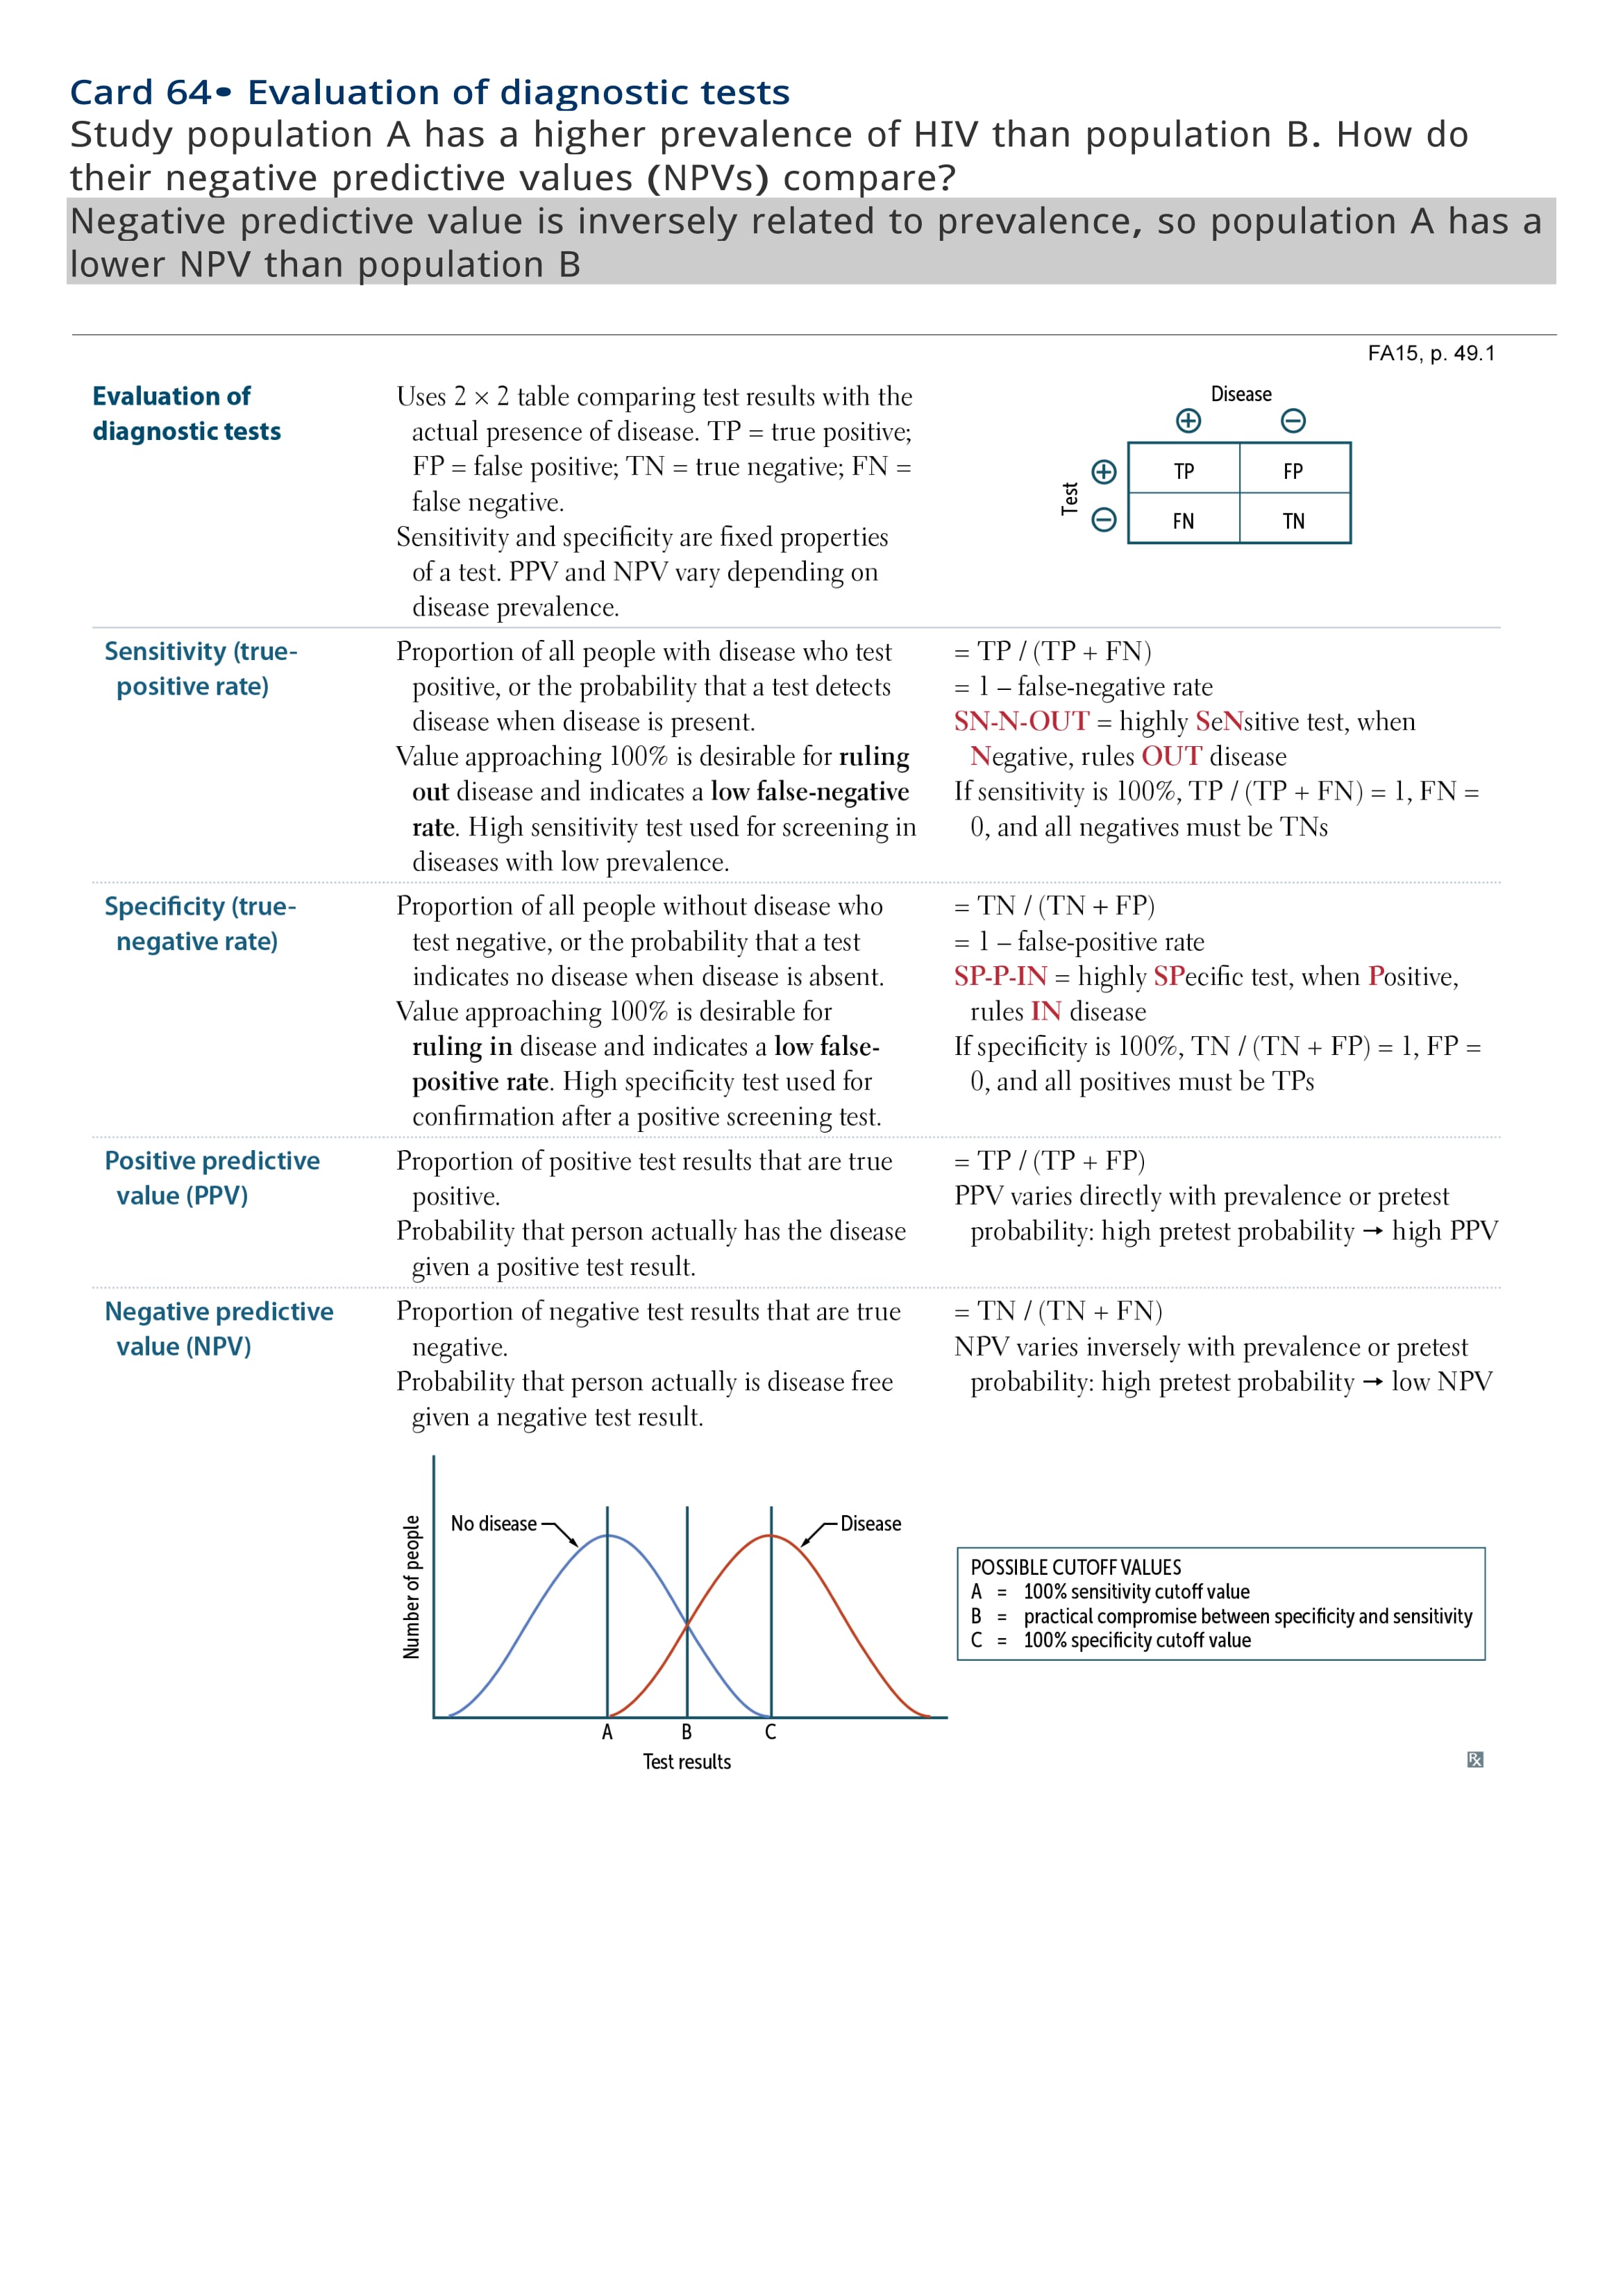 Card 64• Evaluation of diagnostic tests
Study population A has a higher prevalence of HIV than population B. How do
their negative predictive values (NPVs) compare?
Negative predictive value is inversely related to prevalence, so population A has a
lower NPV than population B
FA15, p. 49.1
Evaluation of
diagnostic tests
Uses 2 × 2 table comparing test results with the
actual presence of disease. TP = true positive;
FP = false positive; TN = true negative; FN =
false negative.
Sensitivity and specificity are fixed properties
of a test. PPV and NPV vary depending on
disease prevalence.
Disease
⊕ ⊖
Test
⊕ TP FP
⊖ FN TN
Sensitivity (true-
positive rate)
Proportion of all people with disease who test
positive, or the probability that a test detects
disease when disease is present.
Value approaching 100% is desirable for ruling
out disease and indicates a low false-negative
rate. High sensitivity test used for screening in
diseases with low prevalence.
= TP / (TP + FN)
= 1 – false-negative rate
SN-N-OUT = highly SeNsitive test, when
Negative, rules OUT disease
If sensitivity is 100%, TP / (TP + FN) = 1, FN =
0, and all negatives must be TNs
Specificity (true-
negative rate)
Proportion of all people without disease who
test negative, or the probability that a test
indicates no disease when disease is absent.
Value approaching 100% is desirable for
ruling in disease and indicates a low false-
positive rate. High specificity test used for
confirmation after a positive screening test.
= TN / (TN + FP)
= 1 – false-positive rate
SP-P-IN = highly SPecific test, when Positive,
rules IN disease
If specificity is 100%, TN / (TN + FP) = 1, FP =
0, and all positives must be TPs
Positive predictive
value (PPV)
Proportion of positive test results that are true
positive.
Probability that person actually has the disease
given a positive test result.
= TP / (TP + FP)
PPV varies directly with prevalence or pretest
probability: high pretest probability → high PPV
Negative predictive
value (NPV)
Proportion of negative test results that are true
negative.
Probability that person actually is disease free
given a negative test result.
= TN / (TN + FN)
NPV varies inversely with prevalence or pretest
probability: high pretest probability → low NPV
Number of people
No disease
Disease
A B C
Test results
POSSIBLE CUTOFF VALUES
A = 100% sensitivity cutoff value
B = practical compromise between specificity and sensitivity
C = 100% specificity cutoff value
Rx